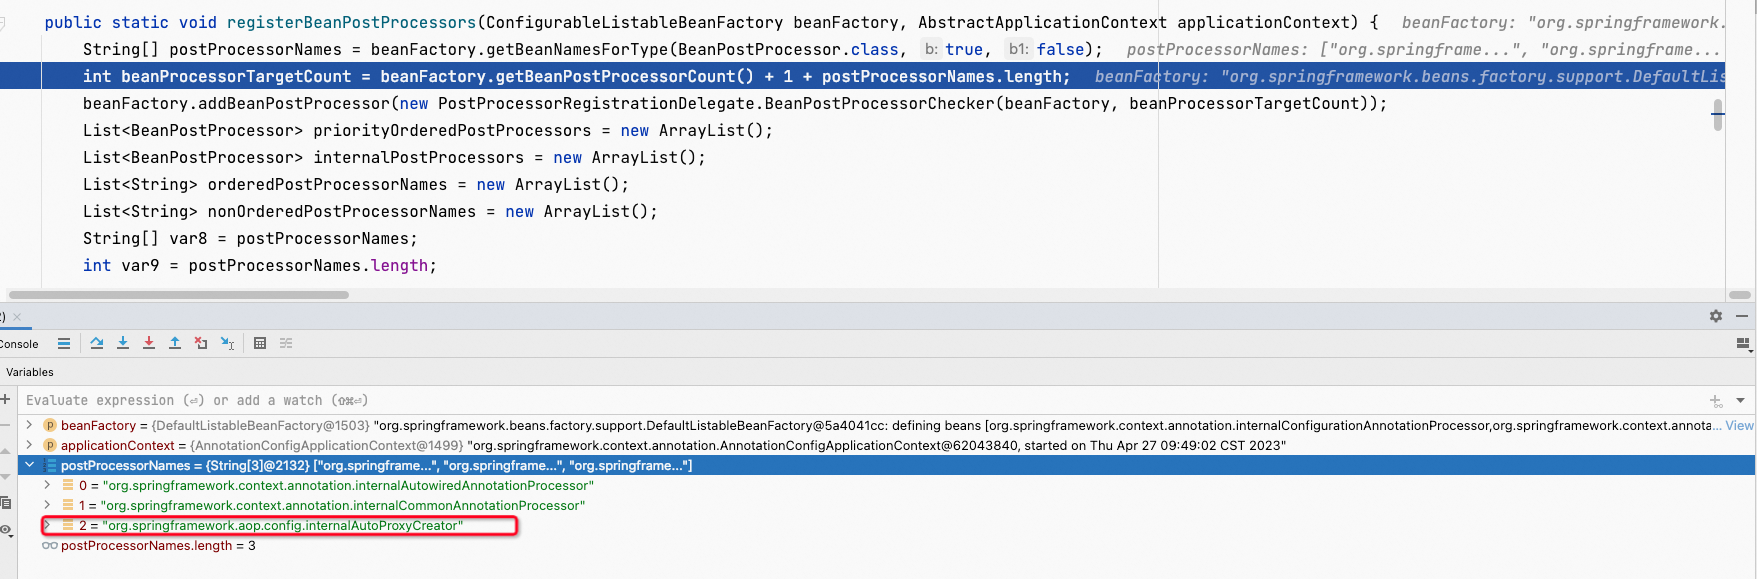 public static void registerBeanPostProcessors(ConfigurableListableBeanFactory beanFactory, AbstractApplicationContext applicationContext) { beanFactory: "org.springframework.
String[] postProcessorNames = beanFactory.getBeanNamesForType(BeanPostProcessor.class, b: true, b1: false); postProcessorNames: ["org.springframe...", "org.springframe...
int beanProcessorTargetCount = beanFactory.getBeanPostProcessorCount() + 1 + postProcessorNames.length; beanFactory: "org.springframework.beans.factory.support.DefaultLis
beanFactory.addBeanPostProcessor(new PostProcessorRegistrationDelegate.BeanPostProcessorChecker(beanFactory, beanProcessorTargetCount));
List<BeanPostProcessor> priorityOrderedPostProcessors = new ArrayList();
List<BeanPostProcessor> internalPostProcessors = new ArrayList();
List<String> orderedPostProcessorNames = new ArrayList();
List<String> nonOrderedPostProcessorNames = new ArrayList();
String[] var8 = postProcessorNames;
int var9 = postProcessorNames.length;
2) ×
Console
Variables
Evaluate expression (⏎) or add a watch (⇧⌘⏎)
p beanFactory = {DefaultListableBeanFactory@1503} "org.springframework.beans.factory.support.DefaultListableBeanFactory@5a4041cc: defining beans [org.springframework.context.annotation.internalConfigurationAnnotationProcessor,org.springframework.context.annota... View
p applicationContext = {AnnotationConfigApplicationContext@1499} "org.springframework.context.annotation.AnnotationConfigApplicationContext@62043840, started on Thu Apr 27 09:49:02 CST 2023"
postProcessorNames = {String[3]@2132} ["org.springframe...", "org.springframe...", "org.springframe..."]
0 = "org.springframework.context.annotation.internalAutowiredAnnotationProcessor"
1 = "org.springframework.context.annotation.internalCommonAnnotationProcessor"
2 = "org.springframework.aop.config.internalAutoProxyCreator"
postProcessorNames.length = 3